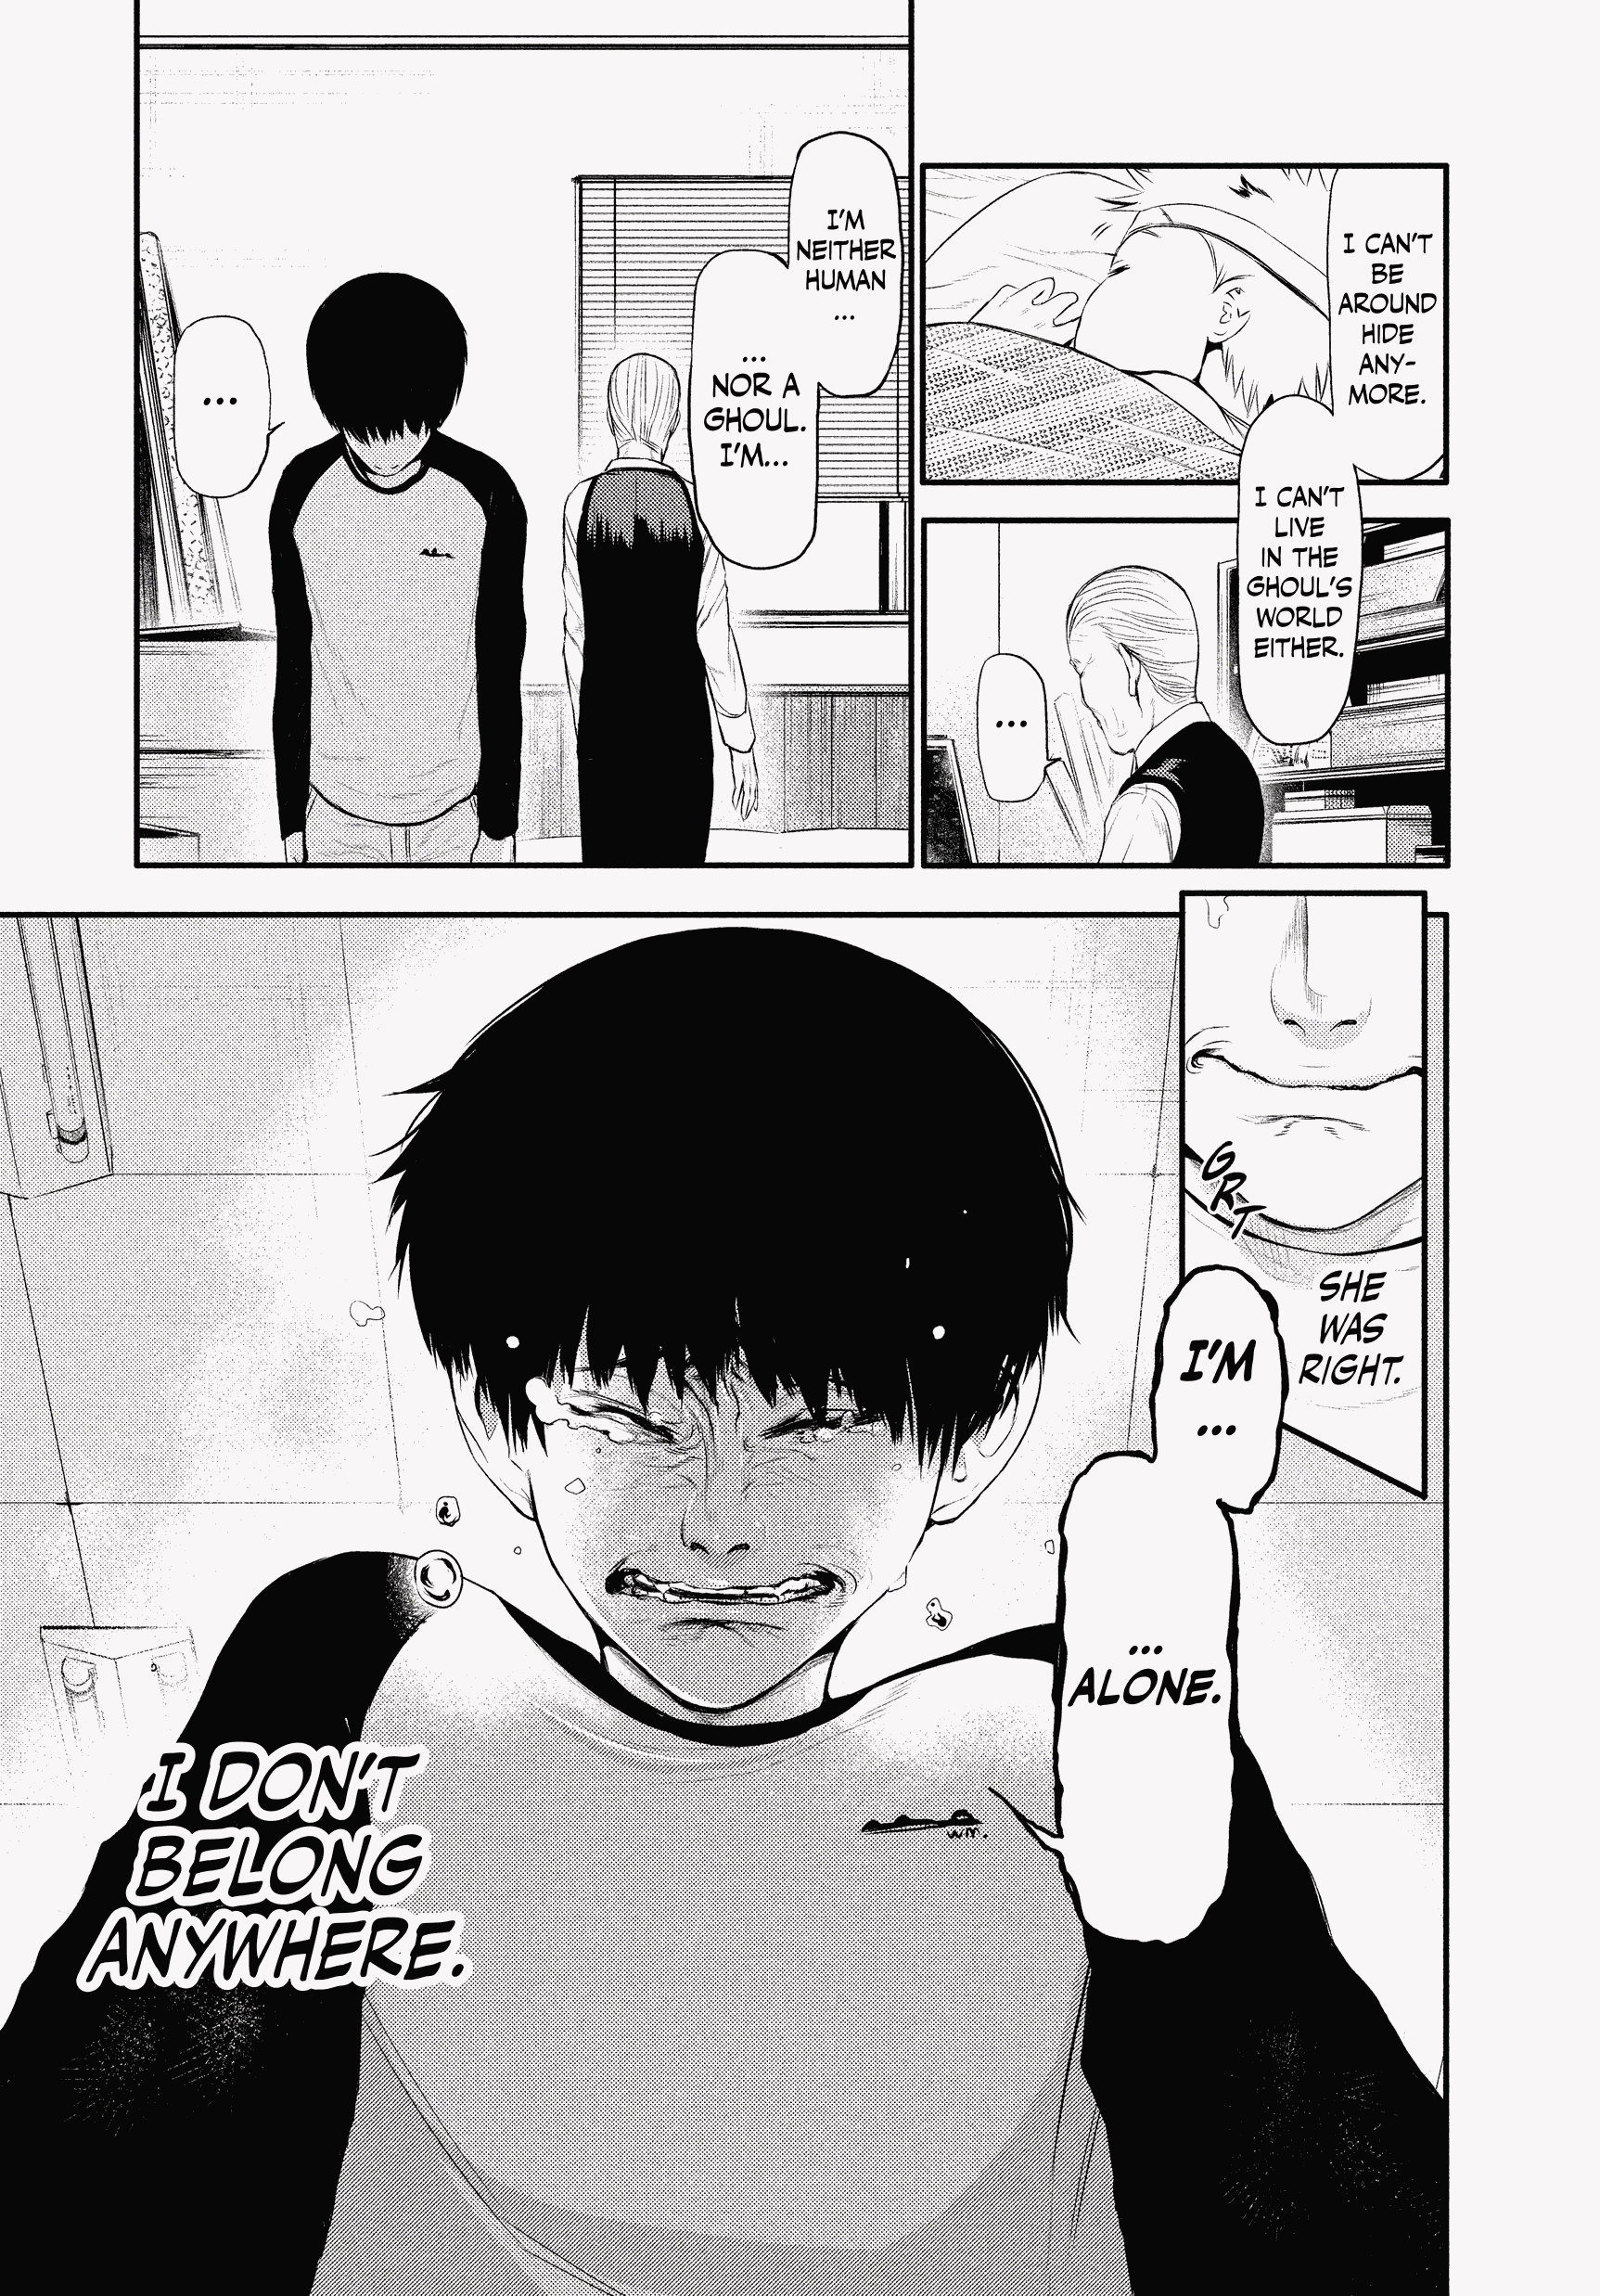 I CAN'T
BE
AROUND
HIDE
ANY-
MORE.
I CAN'T
LIVE
IN THE
GHOUL'S
WORLD
EITHER.
...
I'M
NEITHER
HUMAN
...
...
NOR A
GHOUL.
I'M...
...
GRT
SHE
WAS
RIGHT.
I'M
...
...
ALONE.
wm.
I DON'T
BELONG
ANYWHERE.